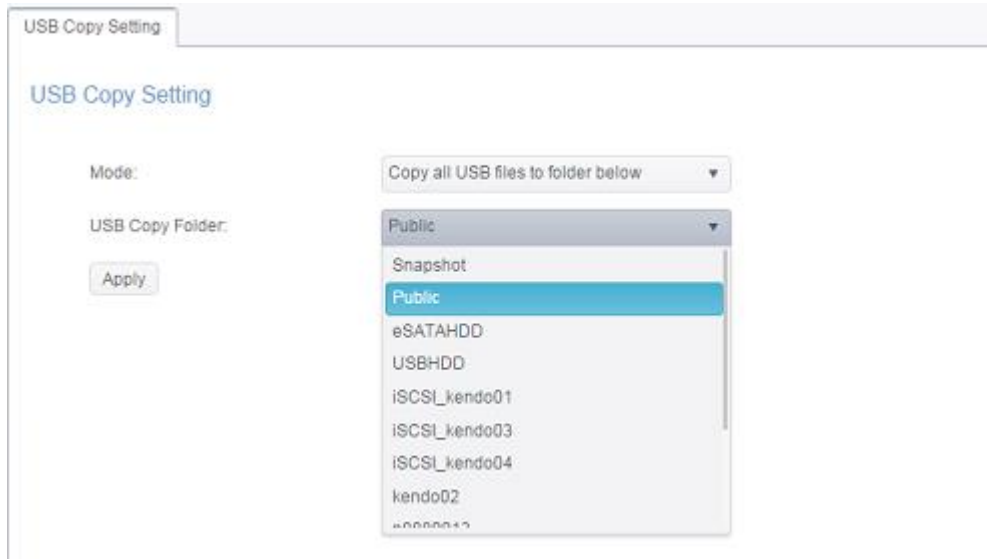 USB Copy Setting
USB Copy Setting
Mode:
Copy all USB files to folder below
USB Copy Folder:
Public
Apply
Snapshot
Public
eSATAHDD
USBHDD
iSCSI_kendo01
iSCSI_kendo03
iSCSI_kendo04
kendo02